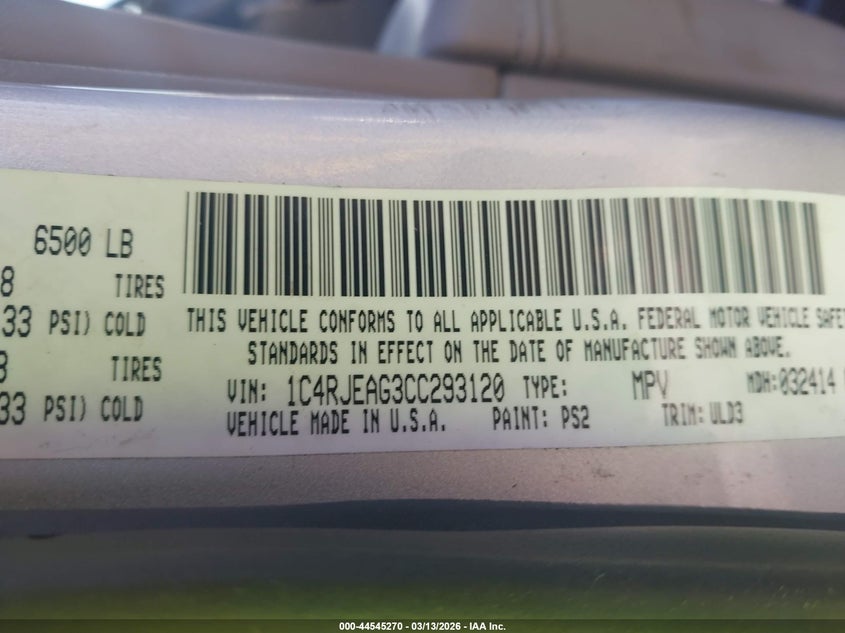 6500 LB
8 TIRES
33 PSI) COLD
TIRES
33 PSI) COLD
THIS VEHICLE CONFORMS TO ALL APPLICABLE U.S.A. FEDERAL MOTOR VEHICLE SAFE
STANDARDS IN EFFECT ON THE DATE OF MANUFACTURE SHOWN ABOVE.
VIN: 1C4RJEAG3CC293120 TYPE: MPV MDH:032414
VEHICLE MADE IN U.S.A. PAINT: PS2 TRIM: ULD3
000-44545270 - 03/13/2026 - IAA Inc.